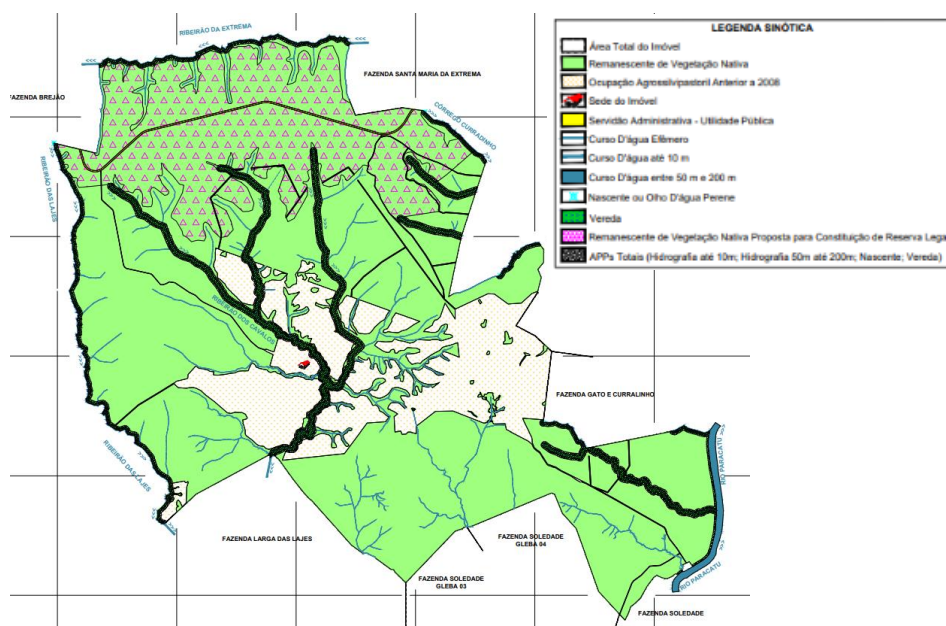 RIBEIRÃO DA EXTREMA
<<<
<<<
FAZENDA SANTA MARIA DA EXTREMA
FAZENDA BREJÃO
CÓRREGO CURRADINHO
>>>
>>>
RIBEIRÃO DAS LAJES
>>>
>>>
RIBEIRÃO DOS CAVALOS
FAZENDA GATO E CURRALINHO
RIBEIRÃO DAS LAJES
>>>
RIO PARACATU
FAZENDA LARGA DAS LAJES
FAZENDA SOLEDADE
GLEBA 04
FAZENDA SOLEDADE
GLEBA 03
RIO PARACATU
FAZENDA SOLEDADE
LEGENDA SINÓTICA
Área Total do Imóvel
Remanescente de Vegetação Nativa
Ocupação Agrossilvipastoril Anterior a 2008
Sede do Imóvel
Servidão Administrativa - Utilidade Pública
Curso D'água Efêmero
Curso D'água até 10 m
Curso D'água entre 50 m e 200 m
Nascente ou Olho D'água Perene
Vereda
Remanescente de Vegetação Nativa Proposta para Constituição de Reserva Lega
APPs Totais (Hidrografia até 10m; Hidrografia 50m até 200m; Nascente; Vereda)